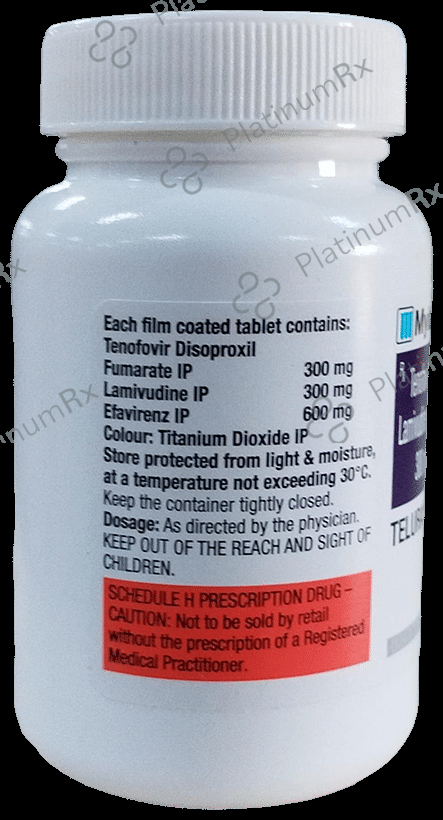 Each film coated tablet contains:
Tenofovir Disoproxil
Fumarate IP 300 mg
Lamivudine IP 300 mg
Efavirenz IP 600 mg
Colour: Titanium Dioxide IP
Store protected from light & moisture,
at a temperature not exceeding 30°C.
Keep the container tightly closed.
Dosage: As directed by the physician.
KEEP OUT OF THE REACH AND SIGHT OF
CHILDREN.
SCHEDULE H PRESCRIPTION DRUG –
CAUTION: Not to be sold by retail
without the prescription of a Registered
Medical Practitioner.
PlatinumRx
PlatinumRx
PlatinumRx
PlatinumRx